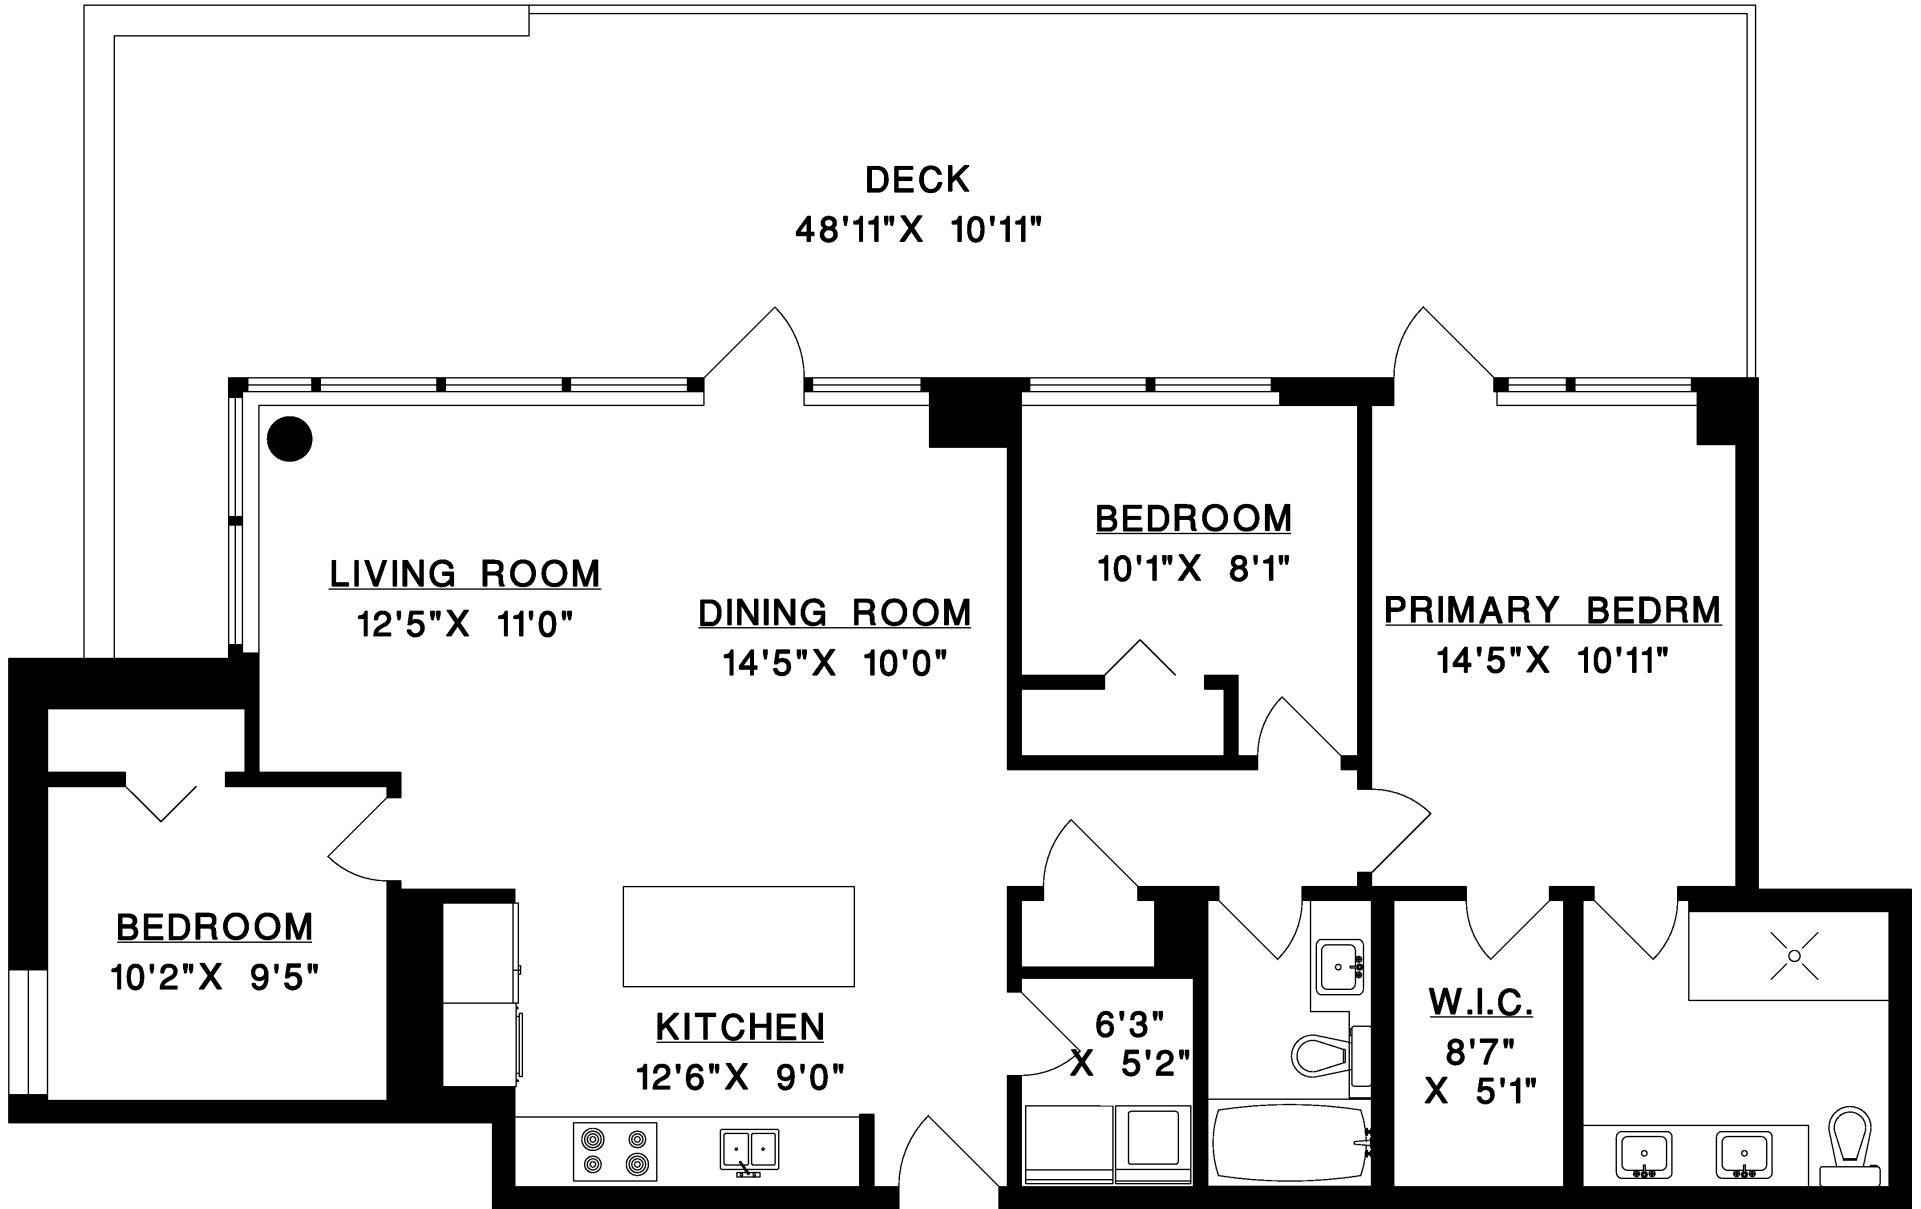 DECK
48'11"X 10'11"
BEDROOM
10'1"X 8'1"
LIVING ROOM
12'5"X 11'0"
DINING ROOM
14'5"X 10'0"
PRIMARY BEDRM
14'5"X 10'11"
BEDROOM
10'2"X 9'5"
KITCHEN
12'6"X 9'0"
6'3"
X 5'2"
W.I.C.
8'7"
X 5'1"